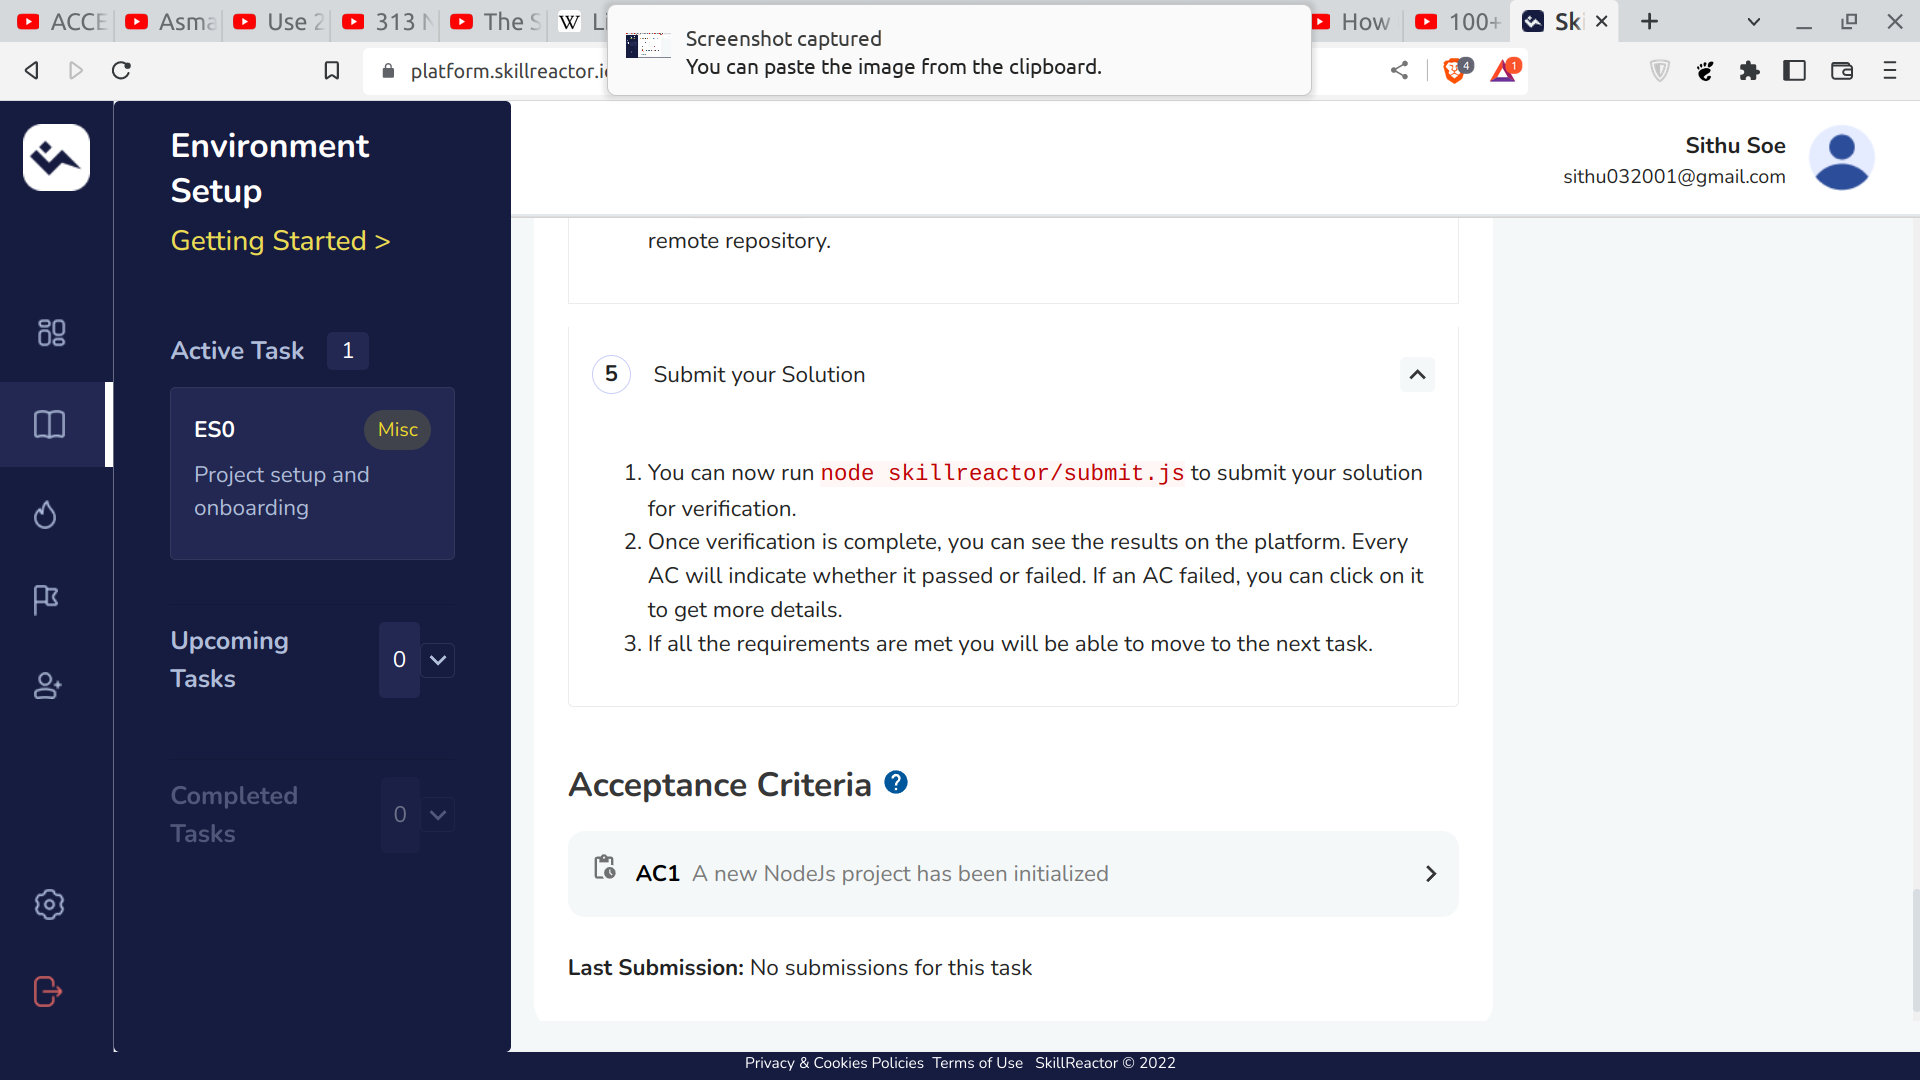 ACCE
Asma
Use 2
313 N
The S
W
Li
Screenshot captured
You can paste the image from the clipboard.
How
100+
Ski
platform.skillreactor.io
4
1
Environment
Setup
Getting Started >
Active Task 1
ES0 Misc
Project setup and
onboarding
Upcoming
Tasks
0
Completed
Tasks
0
Sithu Soe
sithu032001@gmail.com
remote repository.
5 Submit your Solution
1. You can now run node skillreactor/submit.js to submit your solution
for verification.
2. Once verification is complete, you can see the results on the platform. Every
AC will indicate whether it passed or failed. If an AC failed, you can click on it
to get more details.
3. If all the requirements are met you will be able to move to the next task.
Acceptance Criteria ?
AC1 A new NodeJs project has been initialized
Last Submission: No submissions for this task
Privacy & Cookies Policies Terms of Use SkillReactor © 2022